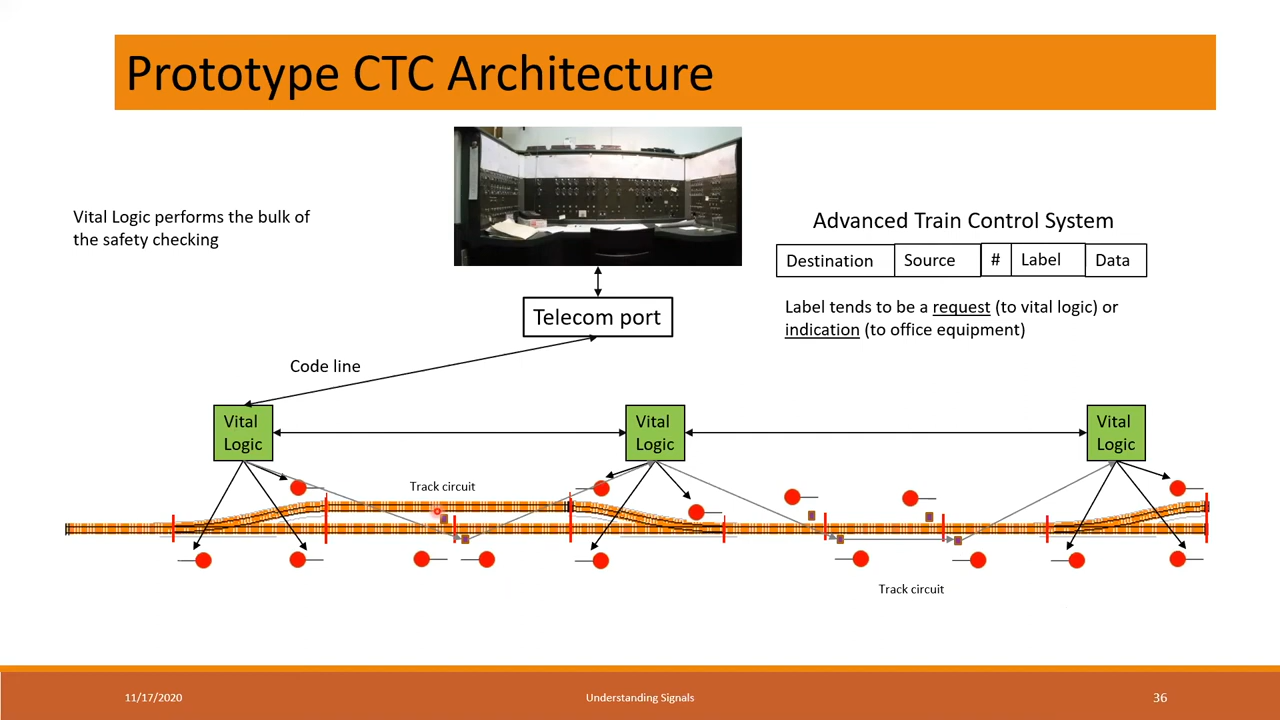 Prototype CTC Architecture
Vital Logic performs the bulk of
the safety checking
Advanced Train Control System
Destination Source # Label Data
Label tends to be a request (to vital logic) or
indication (to office equipment)
Telecom port
Code line
Vital
Logic
Vital
Logic
Vital
Logic
Track circuit
Track circuit
11/17/2020
Understanding Signals
36